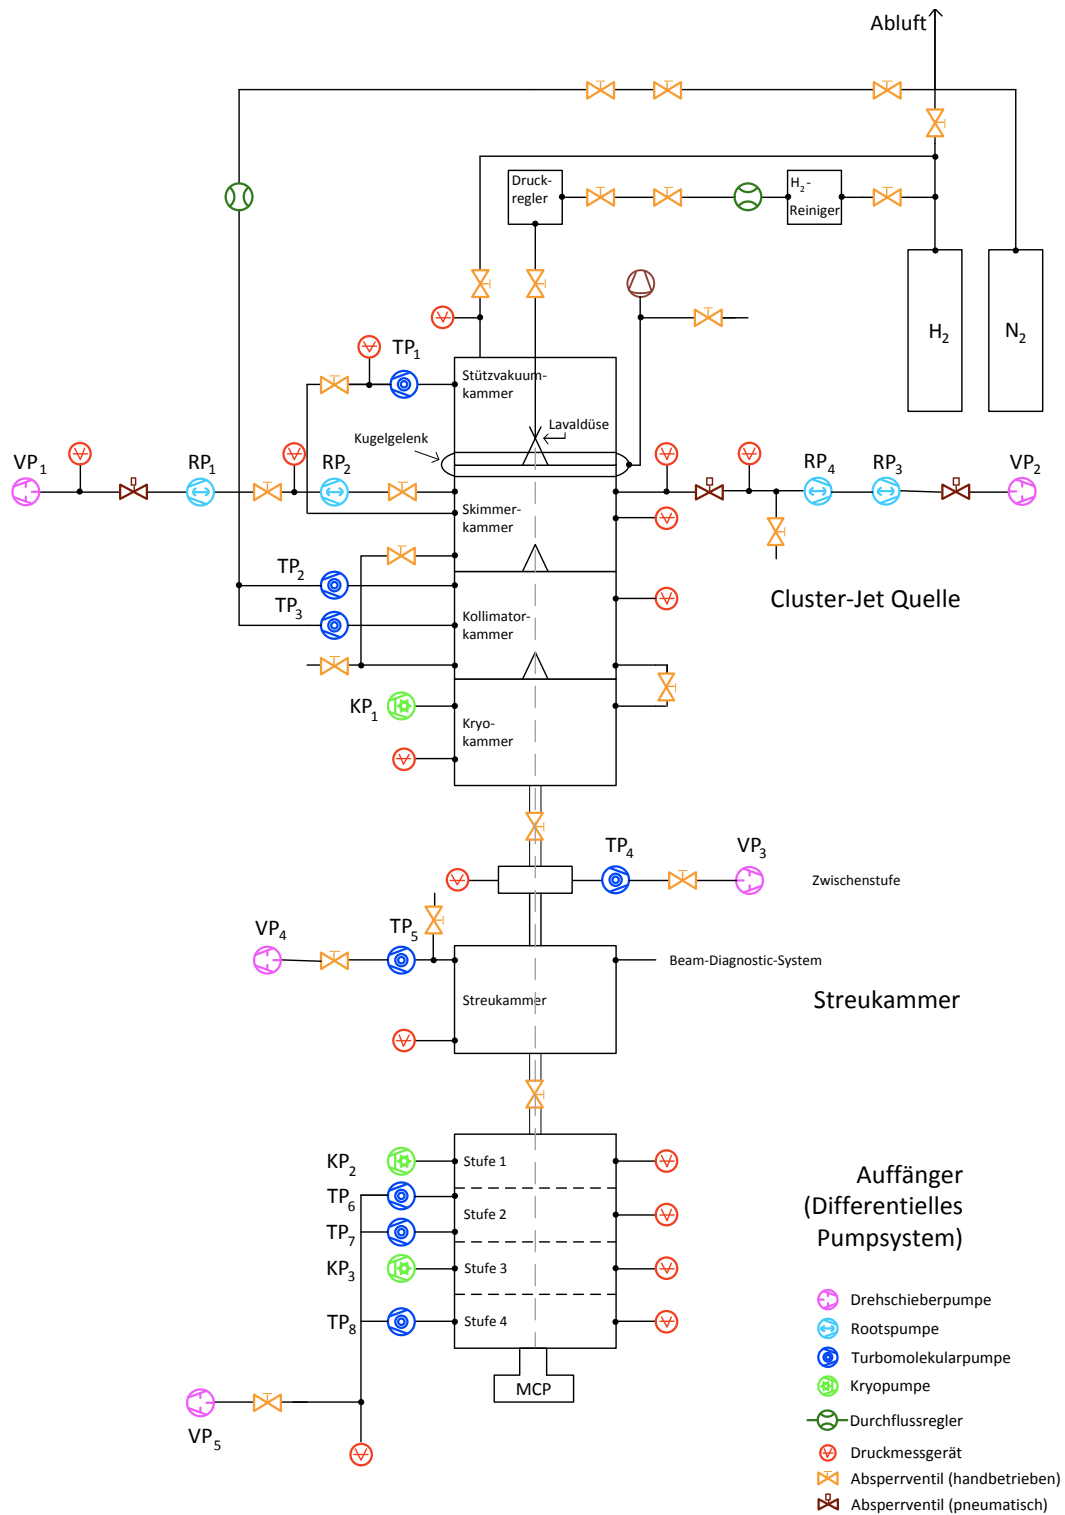 Abluft
Druck-
regler
H₂-
Reiniger
H₂
N₂
TP₁
Stützvakuum-
kammer
Lavaldüse
Kugelgelenk
VP₁
RP₁
RP₂
RP₄
RP₃
VP₂
Skimmer-
kammer
TP₂
TP₃
Cluster-Jet Quelle
Kollimator-
kammer
KP₁
Kryo-
kammer
TP₄
VP₃
Zwischenstufe
VP₄
TP₅
Beam-Diagnostic-System
Streukammer
Streukammer
KP₂
Stufe 1
TP₆
Stufe 2
TP₇
KP₃
Stufe 3
TP₈
Stufe 4
MCP
VP₅
Auffänger
(Differentielles
Pumpsystem)
Drehschieberpumpe
Rootspumpe
Turbomolekularpumpe
Kryopumpe
Durchflussregler
Druckmessgerät
Absperrventil (handbetrieben)
Absperrventil (pneumatisch)